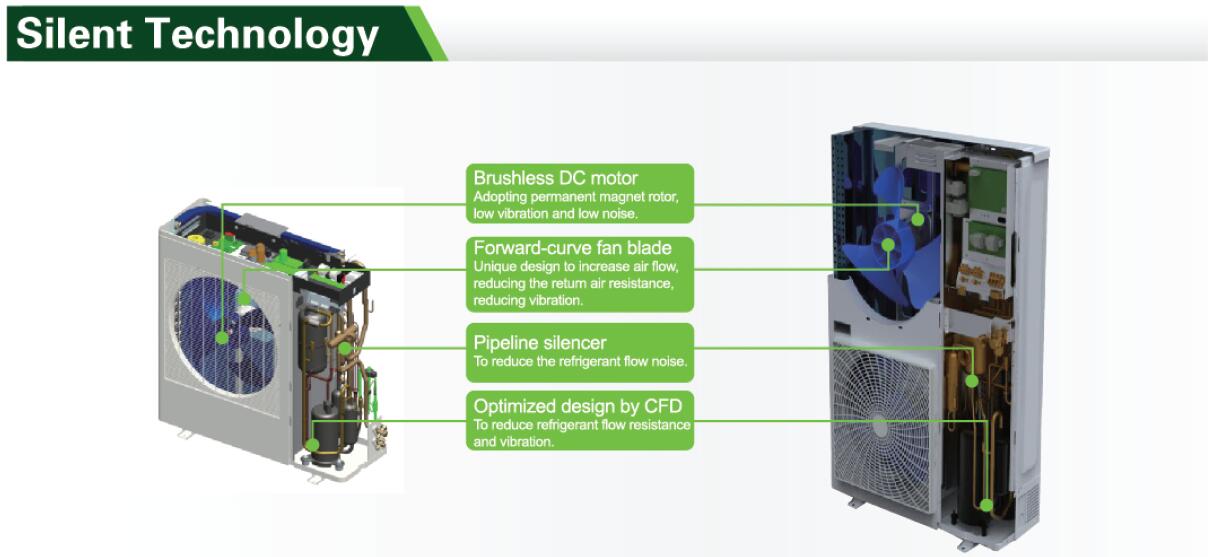 Silent Technology
Brushless DC motor
Adopting permanent magnet rotor,
low vibration and low noise.
Forward-curve fan blade
Unique design to increase air flow,
reducing the return air resistance,
reducing vibration.
Pipeline silencer
To reduce the refrigerant flow noise.
Optimized design by CFD
To reduce refrigerant flow resistance
and vibration.